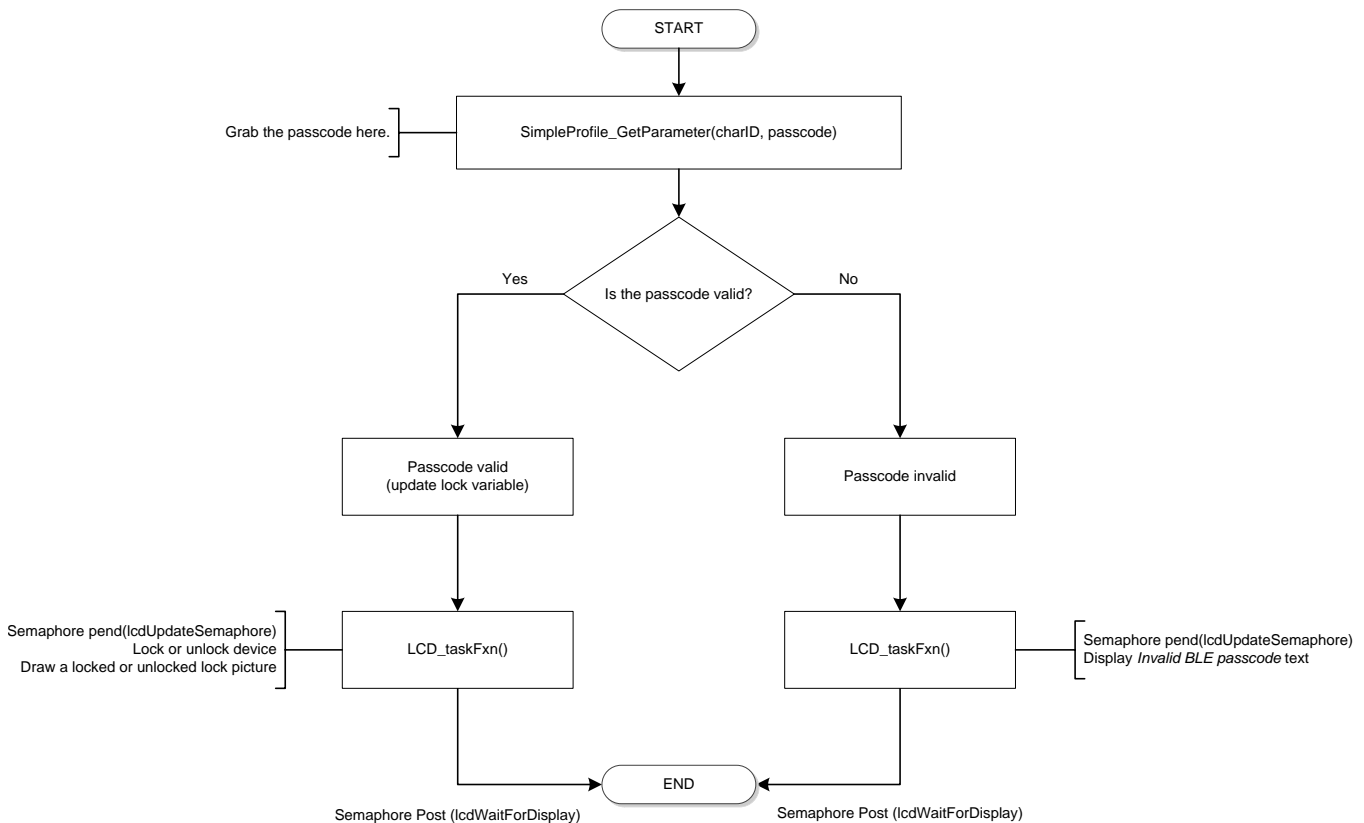 START
Grab the passcode here.
SimpleProfile_GetParameter(charID, passcode)
Yes
Is the passcode valid?
No
Passcode valid
(update lock variable)
Passcode invalid
Semaphore pend(lcdUpdateSemaphore)
Lock or unlock device
Draw a locked or unlocked lock picture
LCD_taskFxn()
LCD_taskFxn()
Semaphore pend(lcdUpdateSemaphore)
Display Invalid BLE passcode text
END
Semaphore Post (lcdWaitForDisplay)
Semaphore Post (lcdWaitForDisplay)